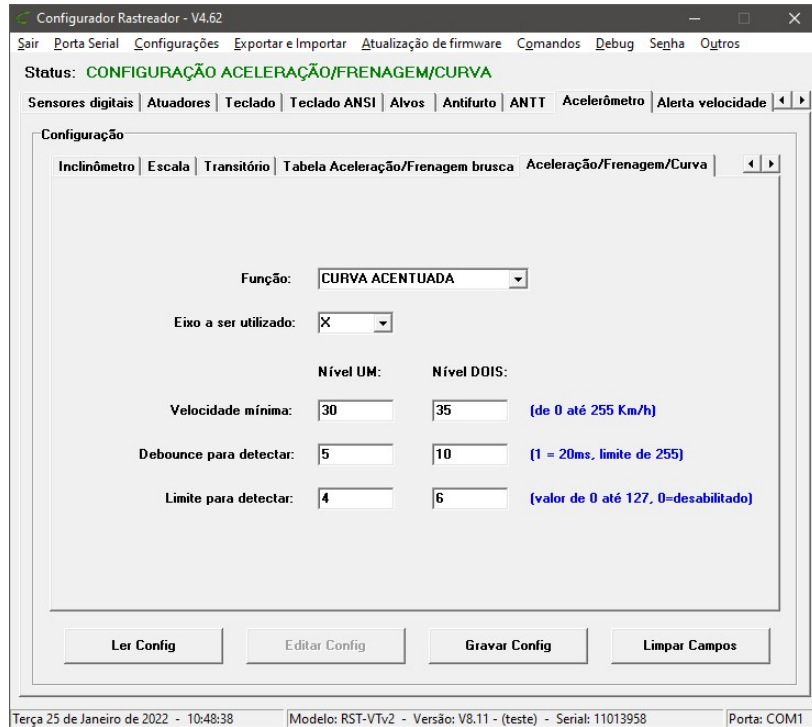 Configurador Rastreador - V4.62
Sair Porta Serial Configurações Exportar e Importar Atualização de firmware Comandos Debug Senha Outros
Status: CONFIGURAÇÃO ACELERAÇÃO/FRENAGEM/CURVA
Sensores digitais Atuadores Teclado Teclado ANSI Alvos Antifurto ANTT Acelerômetro Alerta velocidade
Configuração
Inclinômetro Escala Transitório Tabela Aceleração/Frenagem brusca Aceleração/Frenagem/Curva
Função: CURVA ACENTUADA
Eixo a ser utilizado: X
Nível UM: Nível DOIS:
Velocidade mínima: 30 35 (de 0 até 255 Km/h)
Debounce para detectar: 5 10 (1 = 20ms, limite de 255)
Limite para detectar: 4 6 (valor de 0 até 127, 0=desabilitado)
Ler Config Editar Config Gravar Config Limpar Campos
Terça 25 de Janeiro de 2022 - 10:48:38 Modelo: RST-VTv2 - Versão: V8.11 - (teste) - Serial: 11013958 Porta: COM1